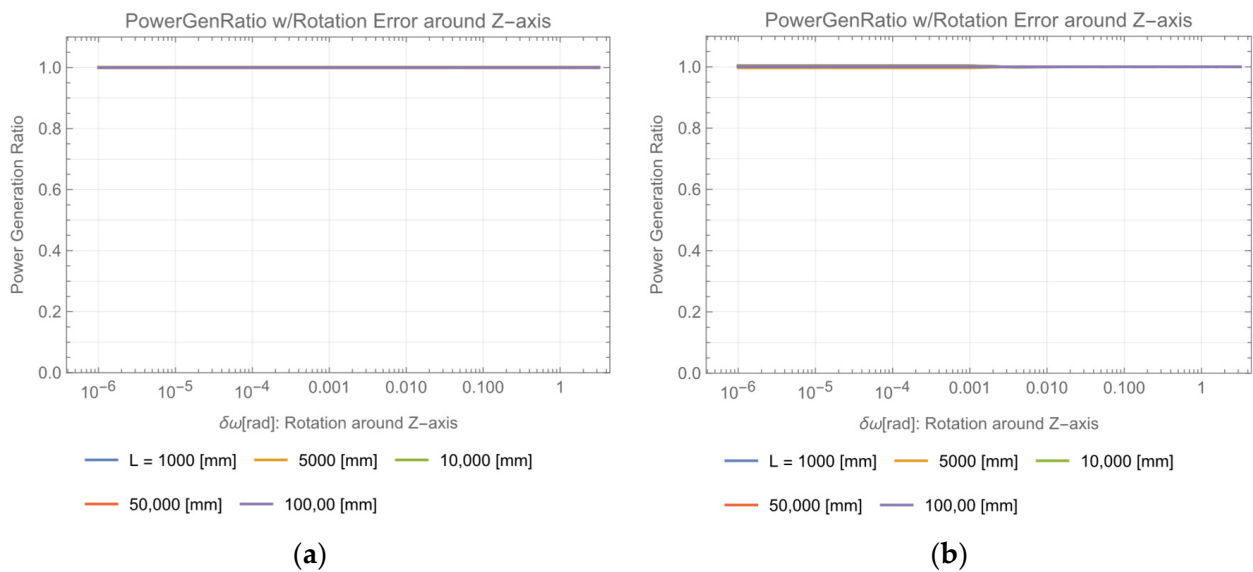 PowerGenRatio w/Rotation Error around Z-axis
Power Generation Ratio
1.0
0.8
0.6
0.4
0.2
0.0
10^-6 10^-5 10^-4 0.001 0.010 0.100 1
δω[rad]: Rotation around Z-axis
L = 1000 [mm] 5000 [mm] 10,000 [mm]
50,000 [mm] 100,00 [mm]
(a)
PowerGenRatio w/Rotation Error around Z-axis
Power Generation Ratio
1.0
0.8
0.6
0.4
0.2
0.0
10^-6 10^-5 10^-4 0.001 0.010 0.100 1
δω[rad]: Rotation around Z-axis
L = 1000 [mm] 5000 [mm] 10,000 [mm]
50,000 [mm] 100,00 [mm]
(b)